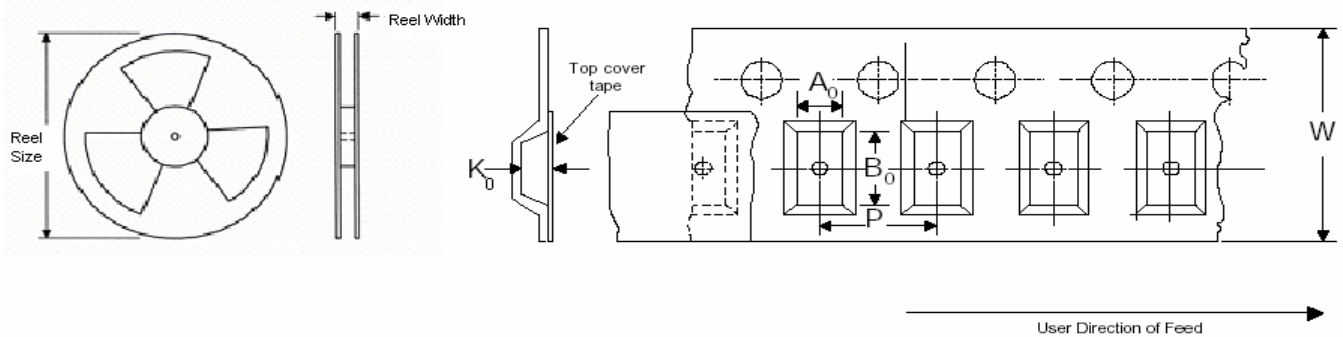 Reel Width
Reel
Size
Top cover
tape
K0
A0
B0
P
W
User Direction of Feed